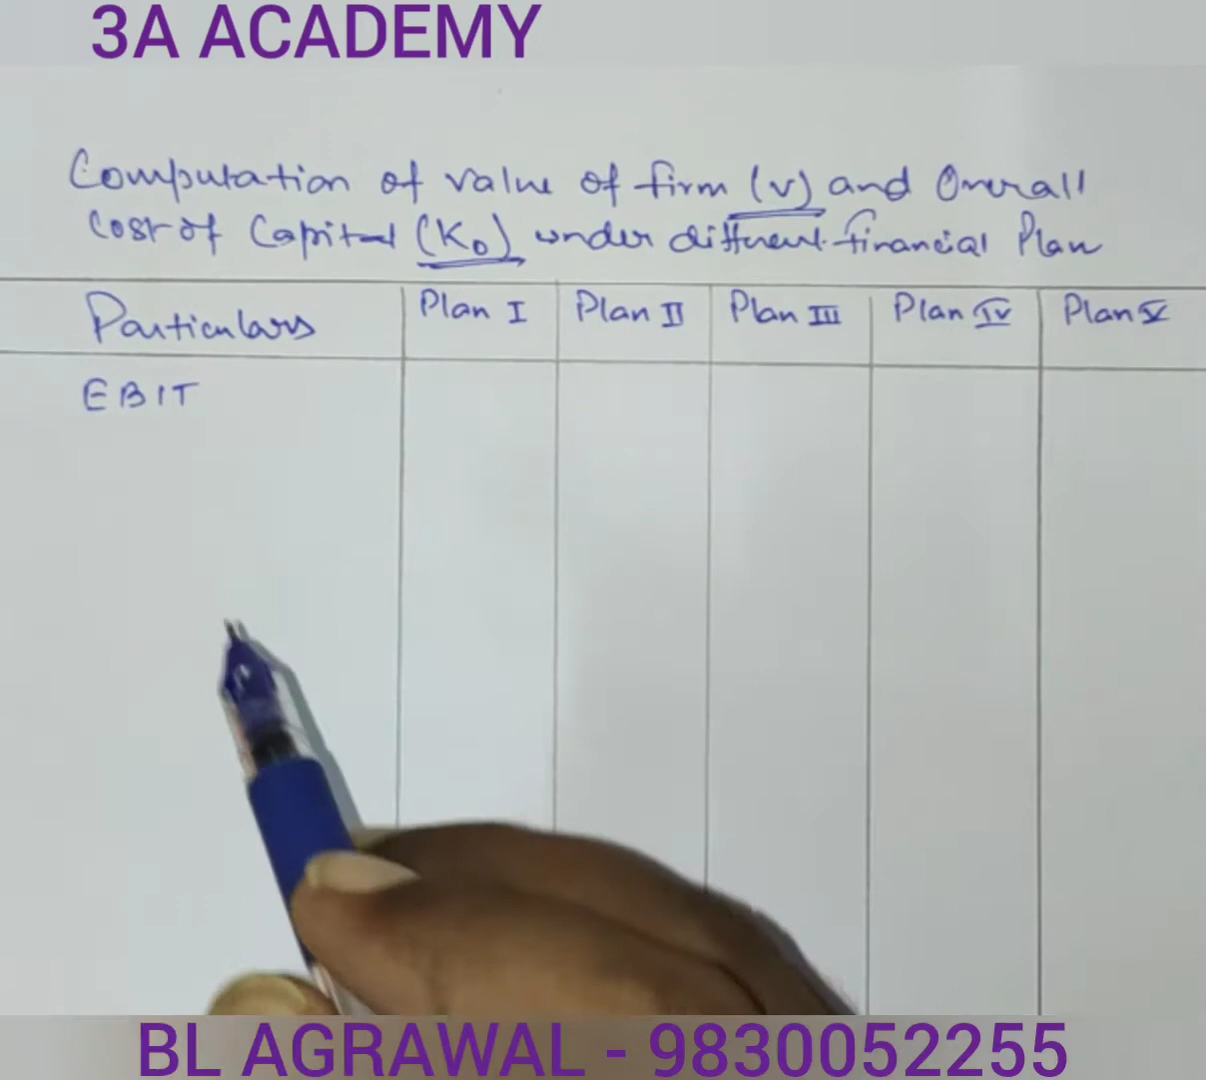 3A ACADEMY
Computation of value of firm (V) and Overall
Cost of Capital (K₀) under different financial Plan
Particulars Plan I Plan II Plan III Plan IV Plan V
EBIT
BL AGRAWAL - 9830052255